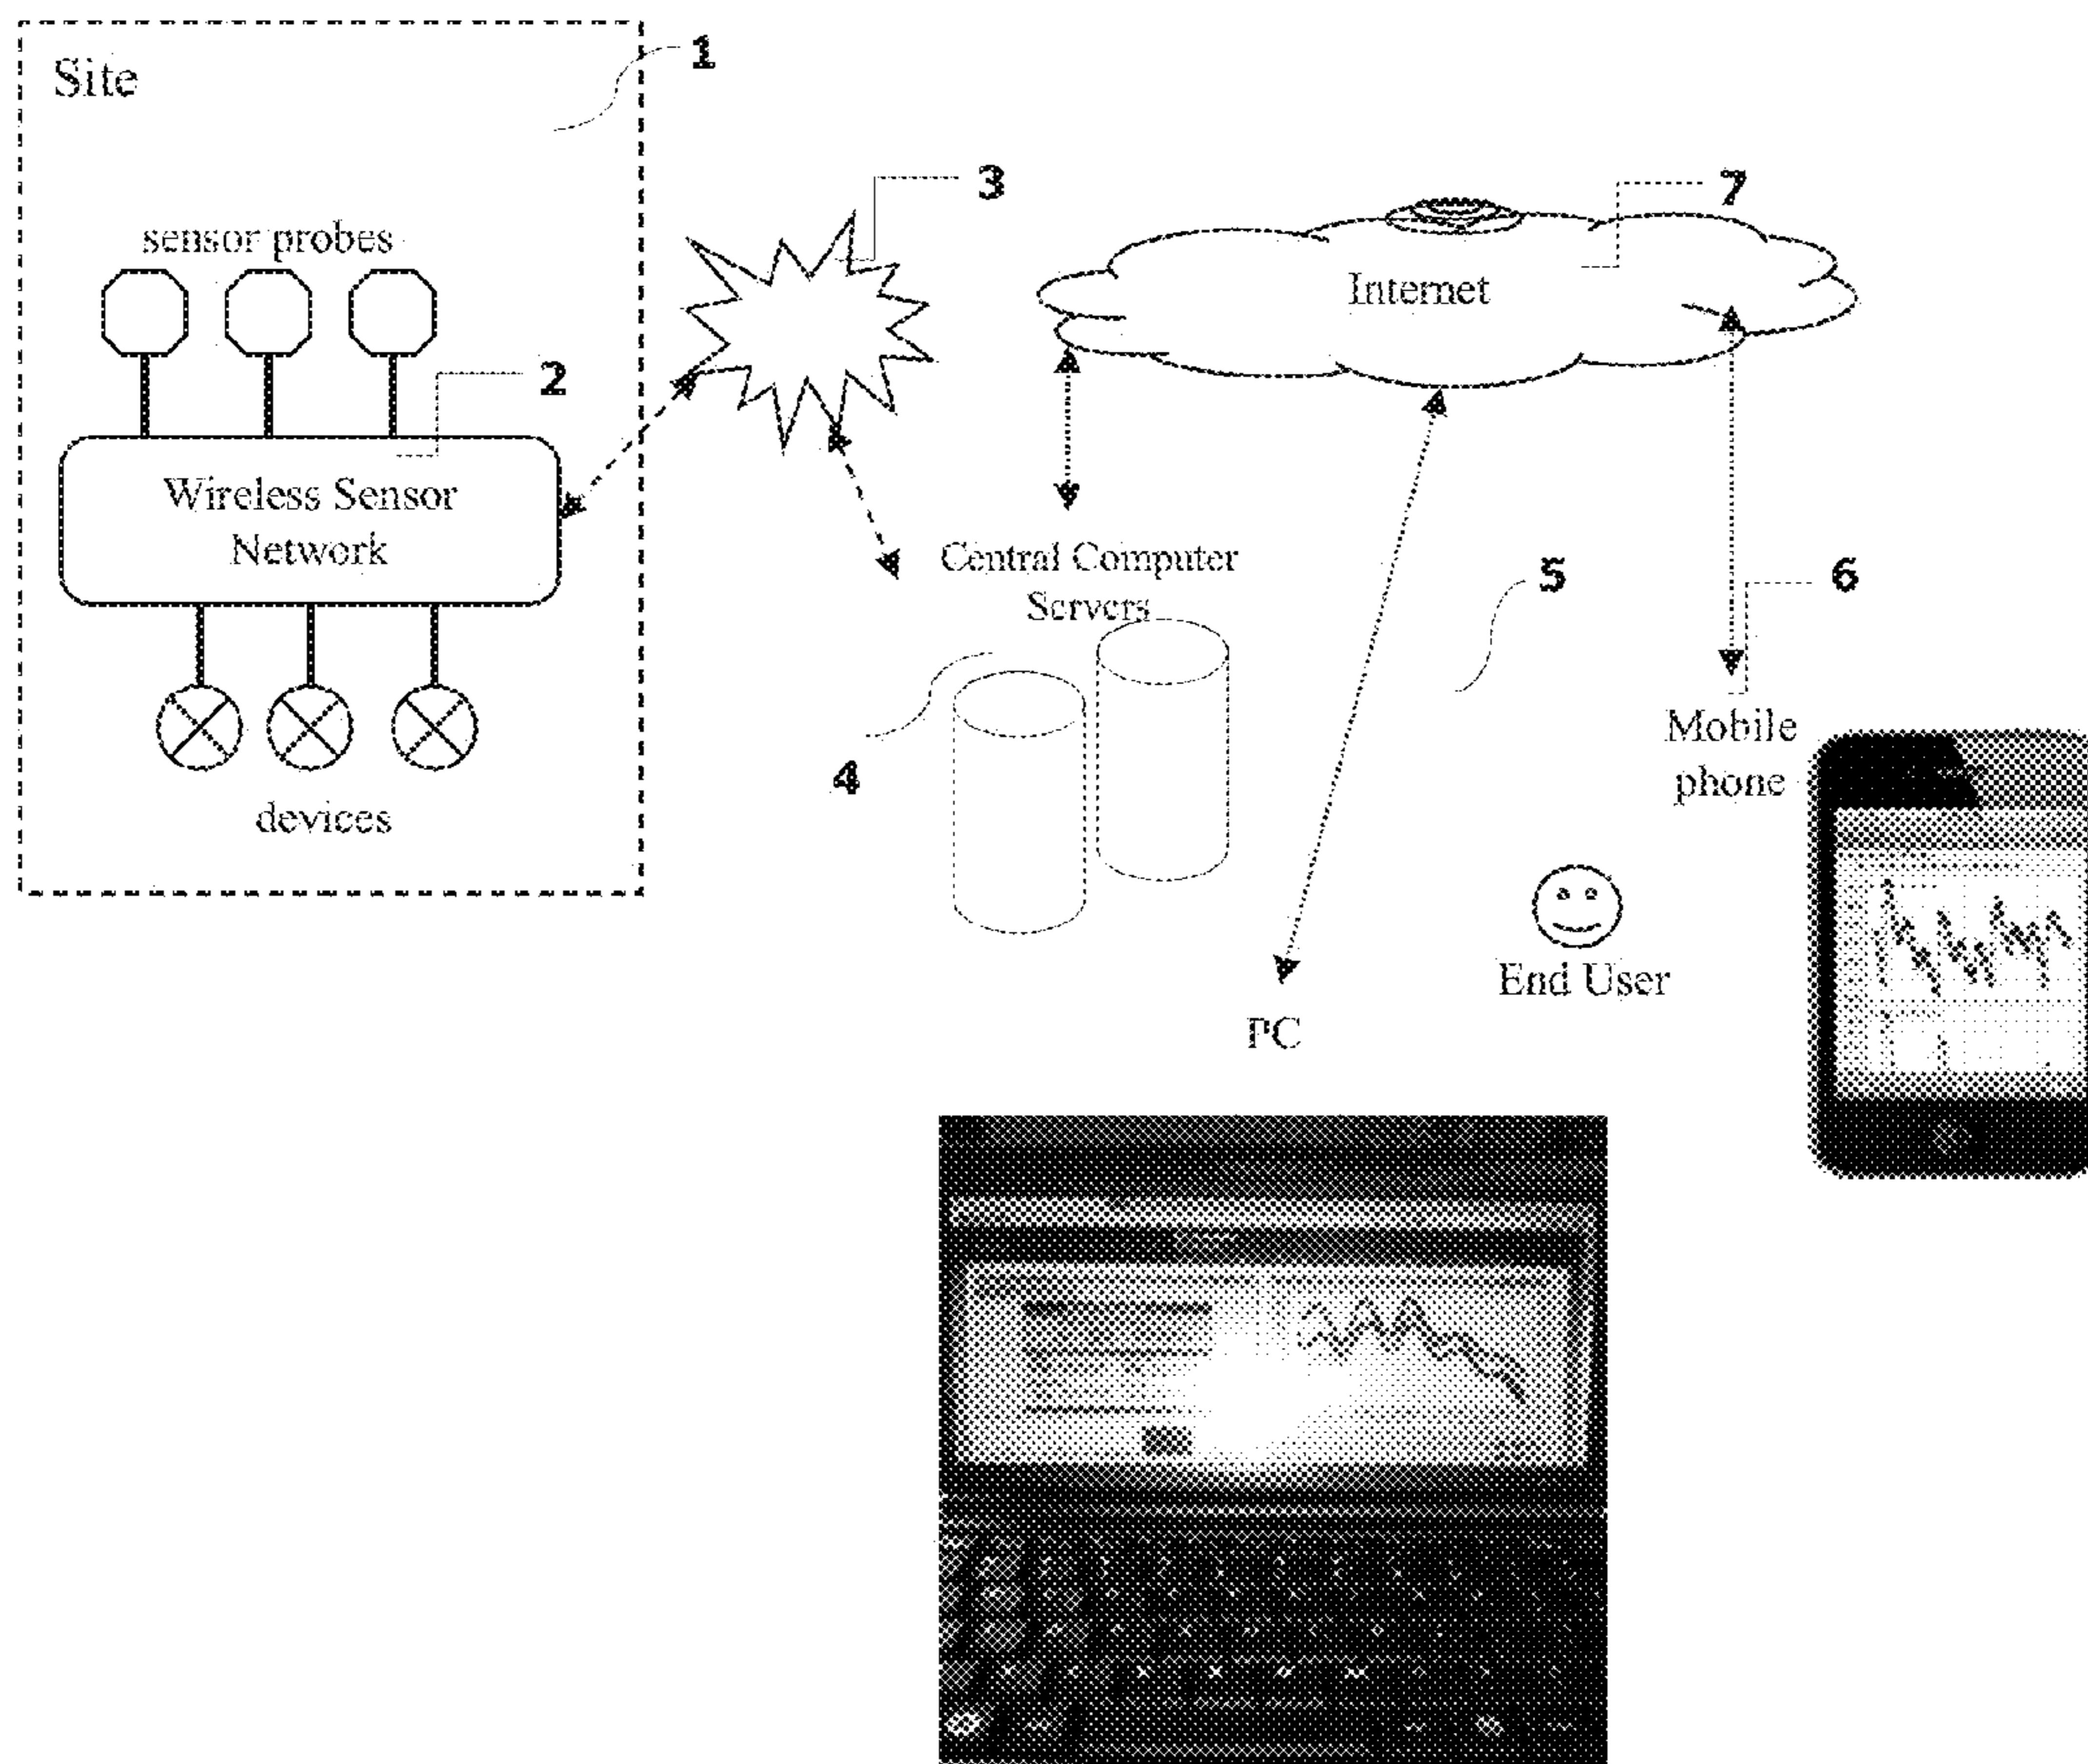 Site
1
sensor probes
2
Wireless Sensor
Network
devices
3
7
Internet
Central Computer
Servers
4
5
6
Mobile
phone
End User
PC